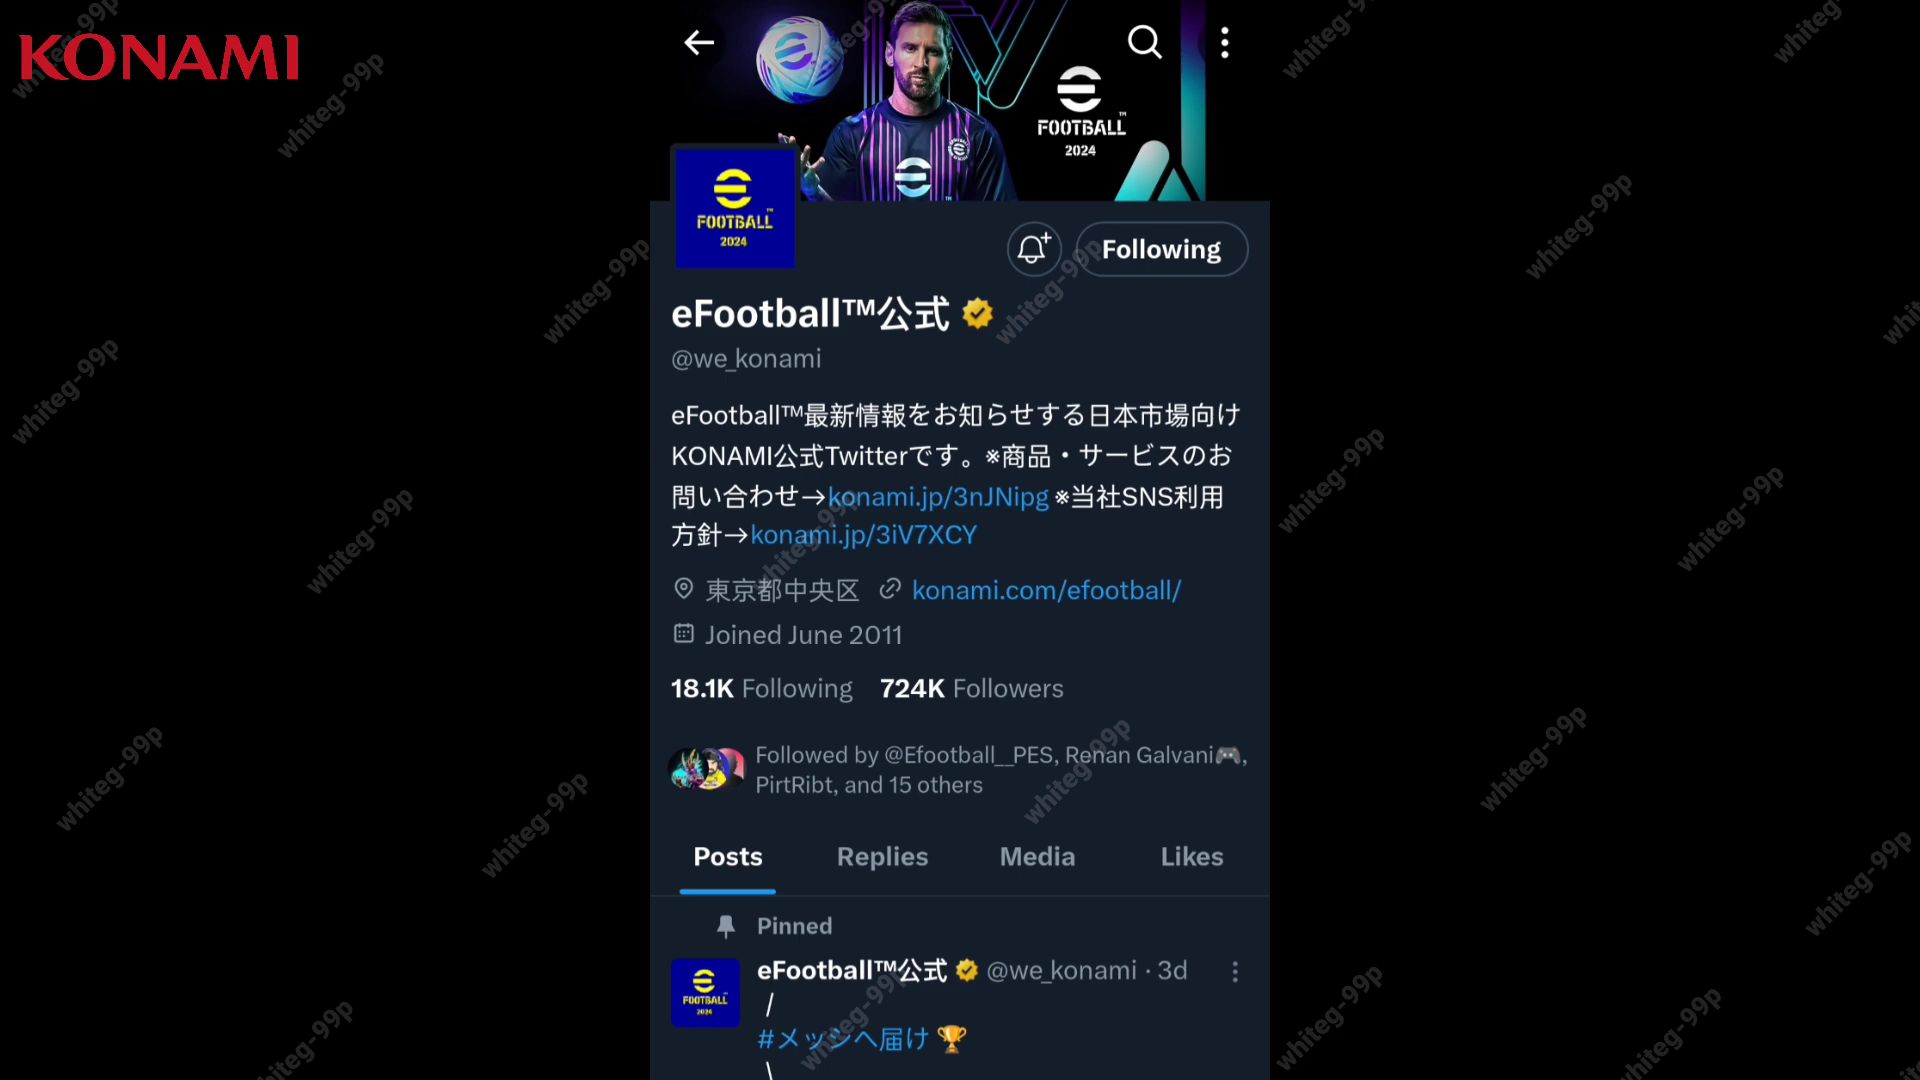 KONAMI
FOOTBALL™
2024
FOOTBALL™
2024
Following
eFootball™公式
@we_konami
eFootball™最新情報をお知らせする日本市場向け
KONAMI公式Twitterです。※商品・サービスのお
問い合わせ→konami.jp/3nJNipg ※当社SNS利用
方針→konami.jp/3iV7XCY
東京都中央区 konami.com/efootball/
Joined June 2011
18.1K Following 724K Followers
Followed by @Efootball__PES, Renan Galvani🎮,
PirtRibt, and 15 others
Posts Replies Media Likes
Pinned
eFootball™公式 @we_konami · 3d
FOOTBALL
2024
/
#メッシへ届け 🏆
\
whiteg-99p